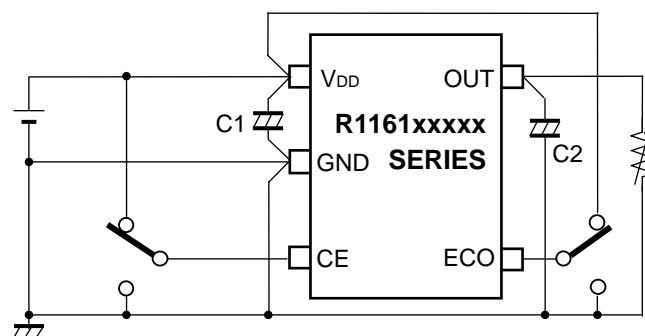 VDD OUT
C1 R1161xxxxx C2
GND SERIES
CE ECO